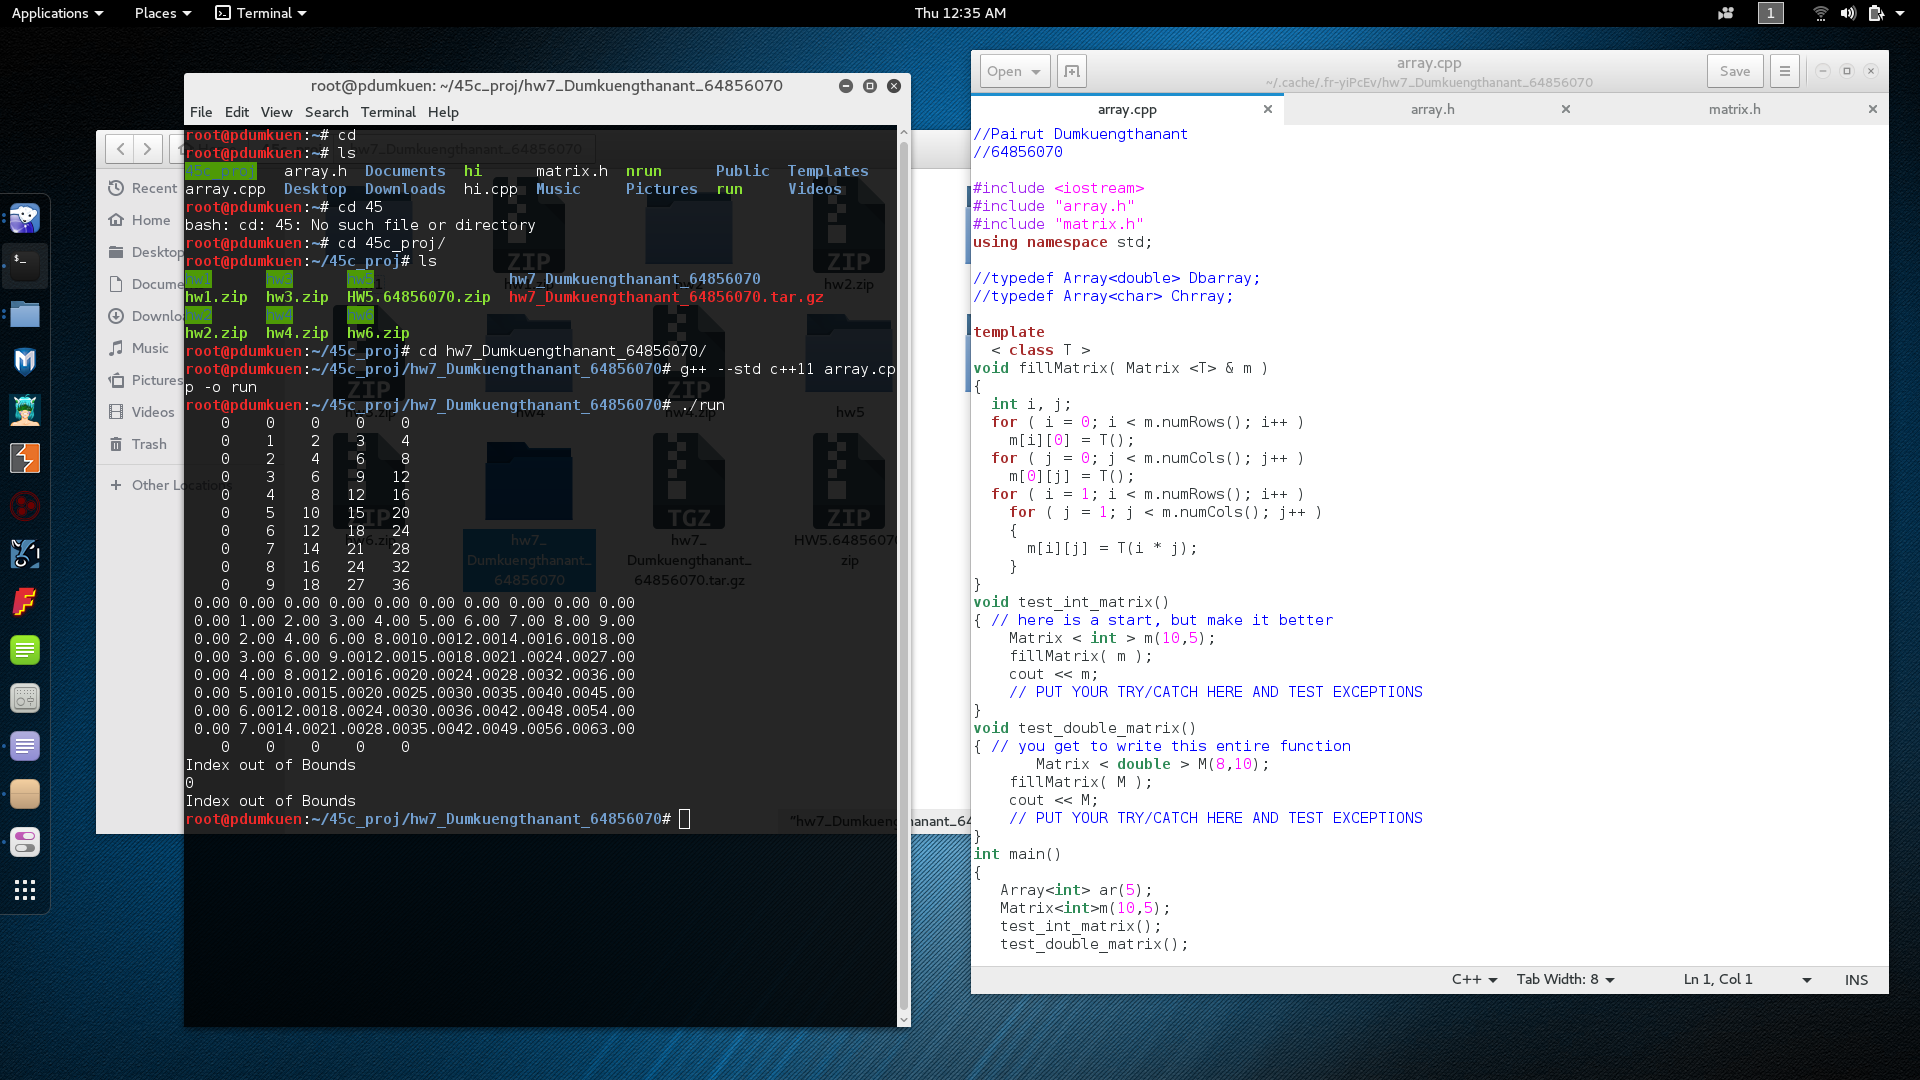 Applications
Places
Terminal
Thu 12:35 AM
1
root@pdumkuen: ~/45c_proj/hw7_Dumkuengthanant_64856070
File Edit View Search Terminal Help
root@pdumkuen:~# cd
root@pdumkuen:~# ls
45c_proj array.h Documents hi matrix.h nrun Public Templates
array.cpp Desktop Downloads hi.cpp Music Pictures run Videos
root@pdumkuen:~# cd 45
bash: cd: 45: No such file or directory
root@pdumkuen:~# cd 45c_proj/
root@pdumkuen:~/45c_proj# ls
hw1 hw3 hw5 hw7_Dumkuengthanant_64856070
hw1.zip hw3.zip HW5.64856070.zip hw7_Dumkuengthanant_64856070.tar.gz
hw2 hw4 hw6
hw2.zip hw4.zip hw6.zip
root@pdumkuen:~/45c_proj# cd hw7_Dumkuengthanant_64856070/
root@pdumkuen:~/45c_proj/hw7_Dumkuengthanant_64856070# g++ --std c++11 array.cp
p -o run
root@pdumkuen:~/45c_proj/hw7_Dumkuengthanant_64856070# ./run
0 0 0 0 0
0 1 2 3 4
0 2 4 6 8
0 3 6 9 12
0 4 8 12 16
0 5 10 15 20
0 6 12 18 24
0 7 14 21 28
0 8 16 24 32
0 9 18 27 36
0.00 0.00 0.00 0.00 0.00 0.00 0.00 0.00 0.00 0.00
0.00 1.00 2.00 3.00 4.00 5.00 6.00 7.00 8.00 9.00
0.00 2.00 4.00 6.00 8.0010.0012.0014.0016.0018.00
0.00 3.00 6.00 9.0012.0015.0018.0021.0024.0027.00
0.00 4.00 8.0012.0016.0020.0024.0028.0032.0036.00
0.00 5.0010.0015.0020.0025.0030.0035.0040.0045.00
0.00 6.0012.0018.0024.0030.0036.0042.0048.0054.00
0.00 7.0014.0021.0028.0035.0042.0049.0056.0063.00
0 0 0 0 0
Index out of Bounds
0
Index out of Bounds
root@pdumkuen:~/45c_proj/hw7_Dumkuengthanant_64856070#
Recent
Home
Desktop
Music
Pictures
Videos
Trash
Other Locations
ZIP
ZIP
hw2.zip
hw4
hw5
ZIP
TGZ
ZIP
hw6.zip
hw7_
Dumkuengthanant_
64856070
hw7_
Dumkuengthanant_
64856070.tar.gz
HW5.64856070
zip
Open
array.cpp
~/.cache/.fr-yiPcEv/hw7_Dumkuengthanant_64856070
Save
array.cpp
array.h
matrix.h
//Pairut Dumkuengthanant
//64856070
#include <iostream>
#include "array.h"
#include "matrix.h"
using namespace std;
//typedef Array<double> Dbarray;
//typedef Array<char> Chrray;
template
< class T >
void fillMatrix( Matrix <T> & m )
{
int i, j;
for ( i = 0; i < m.numRows(); i++ )
m[i][0] = T();
for ( j = 0; j < m.numCols(); j++ )
m[0][j] = T();
for ( i = 1; i < m.numRows(); i++ )
for ( j = 1; j < m.numCols(); j++ )
{
m[i][j] = T(i * j);
}
}
void test_int_matrix()
{ // here is a start, but make it better
Matrix < int > m(10,5);
fillMatrix( m );
cout << m;
// PUT YOUR TRY/CATCH HERE AND TEST EXCEPTIONS
}
void test_double_matrix()
{ // you get to write this entire function
Matrix < double > M(8,10);
fillMatrix( M );
cout << M;
// PUT YOUR TRY/CATCH HERE AND TEST EXCEPTIONS
}
int main()
{
Array<int> ar(5);
Matrix<int>m(10,5);
test_int_matrix();
test_double_matrix();
C++
Tab Width: 8
Ln 1, Col 1
INS